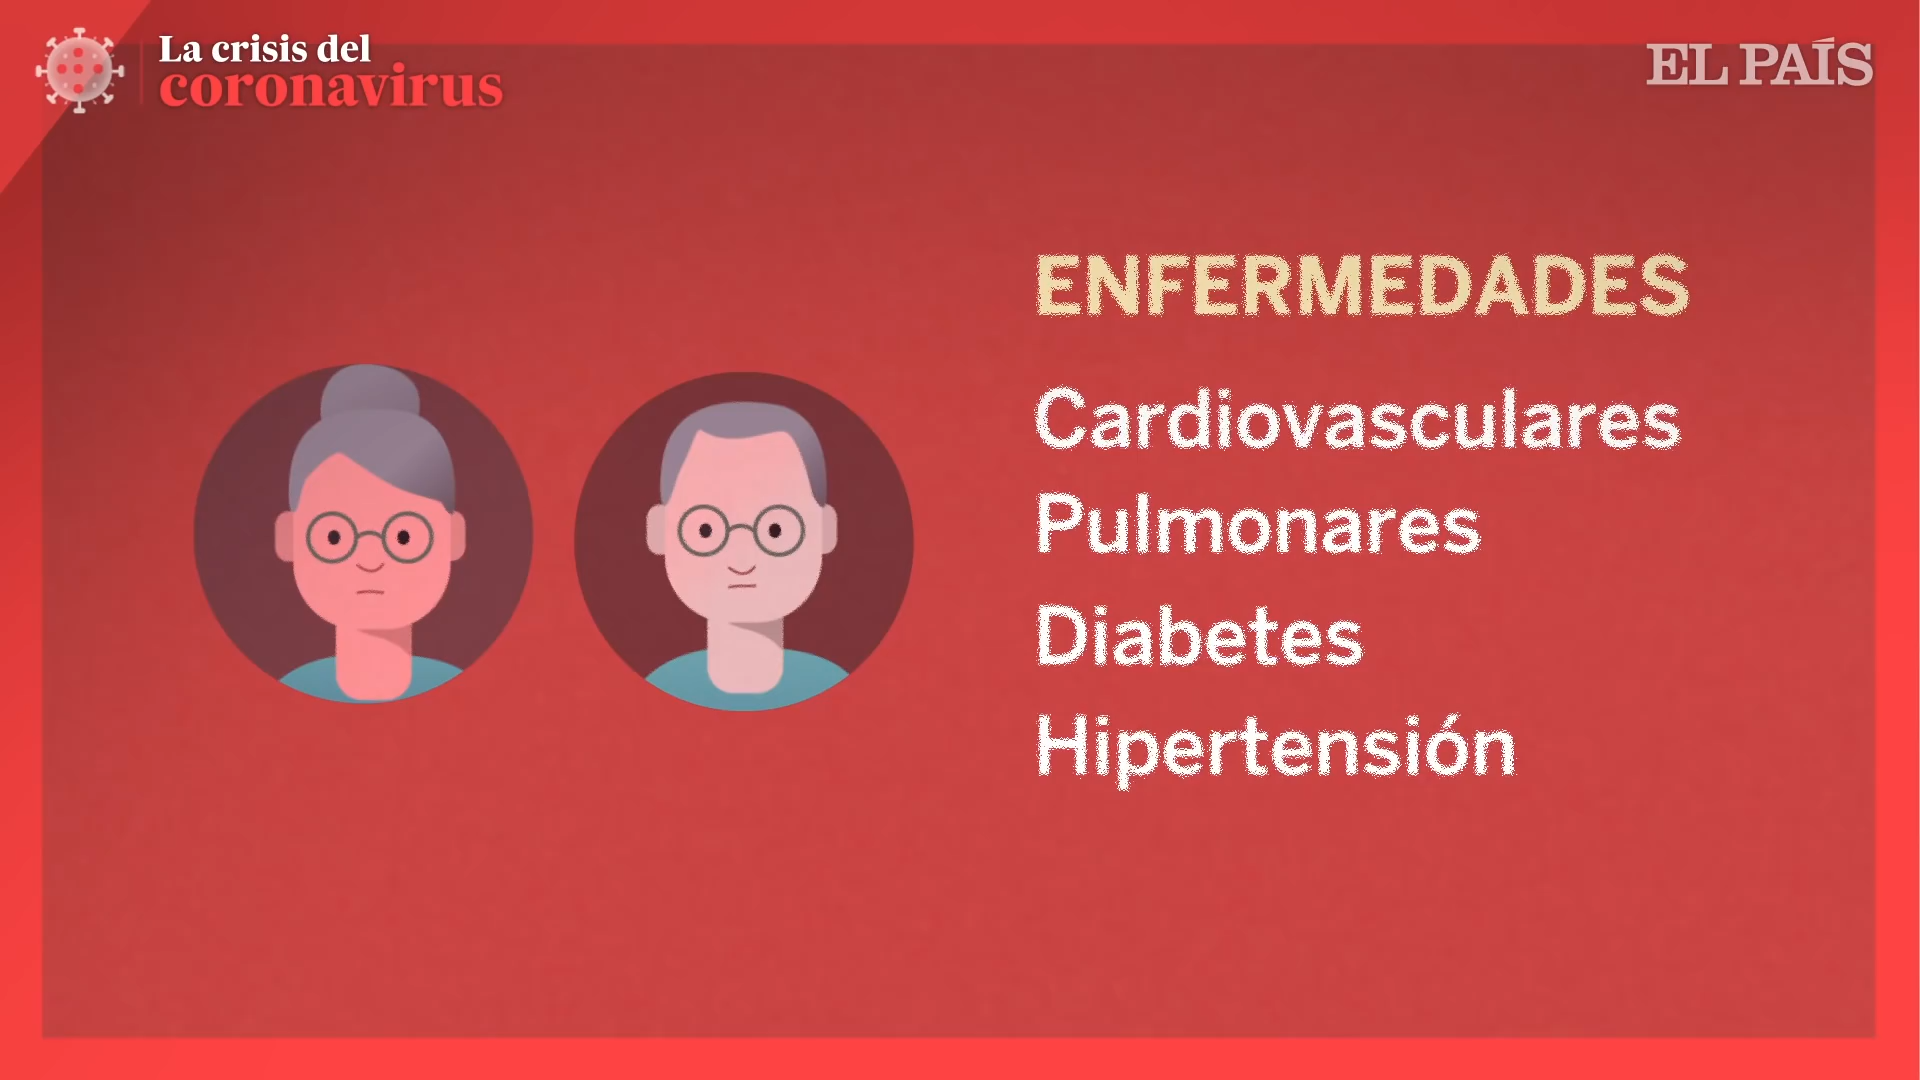 La crisis del
coronavirus
EL PAÍS
ENFERMEDADES
Cardiovasculares
Pulmonares
Diabetes
Hipertensión